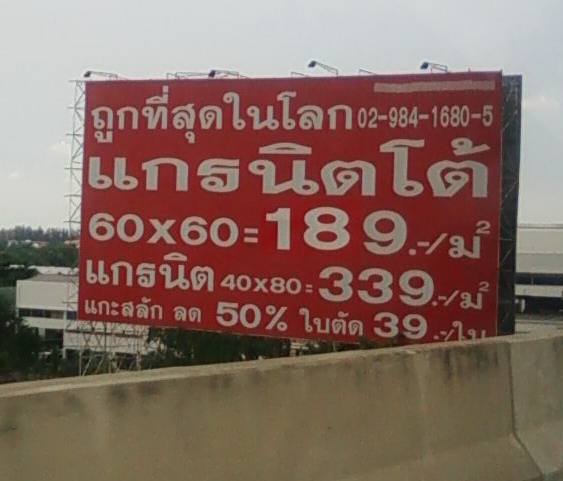 ถูกที่สุดในโลก 02-984-1680-5
แกรนิตโต้
60x60=189.-/ม²
แกรนิต 40x80=339.-/ม²
แกะสลัก ลด 50% ใบตัด 39.-/ใบ